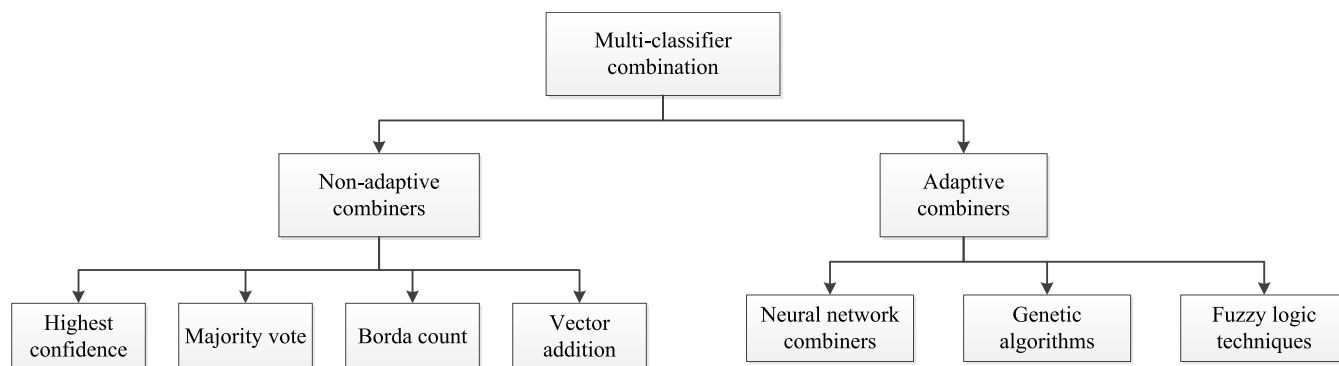 Multi-classifier
combination
Non-adaptive
combiners
Adaptive
combiners
Highest
confidence
Majority vote
Borda count
Vector
addition
Neural network
combiners
Genetic
algorithms
Fuzzy logic
techniques